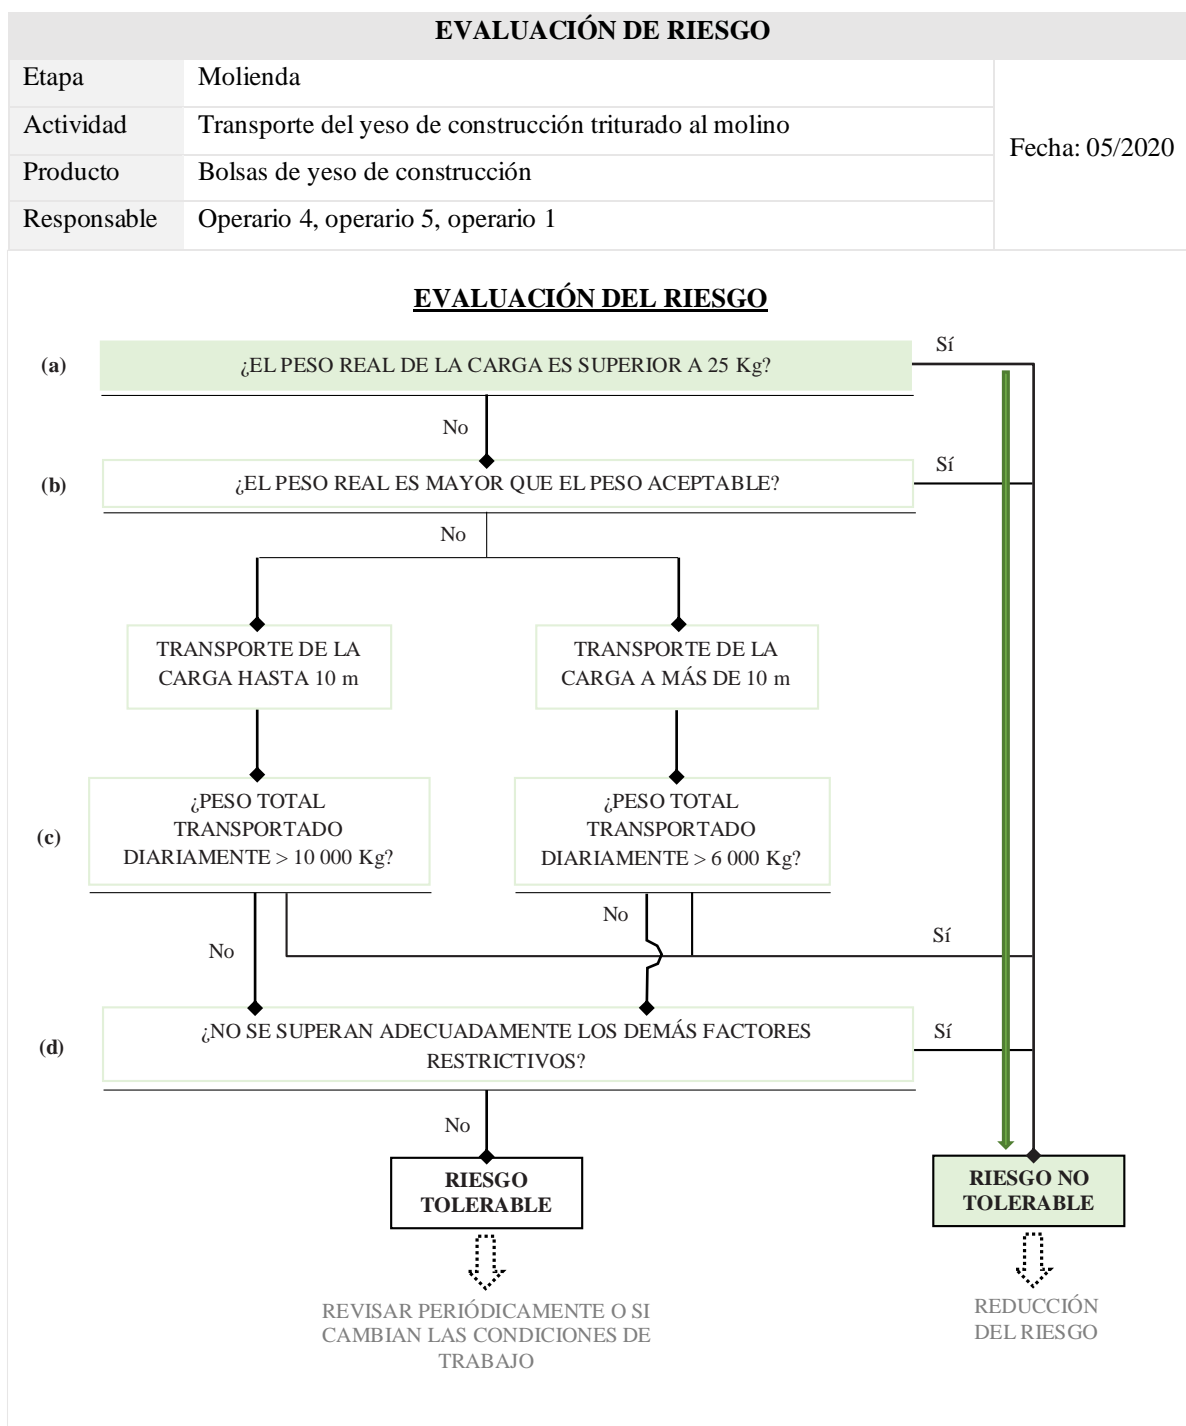 EVALUACIÓN DE RIESGO
Etapa Molienda
Actividad Transporte del yeso de construcción triturado al molino
Fecha: 05/2020
Producto Bolsas de yeso de construcción
Responsable Operario 4, operario 5, operario 1
EVALUACIÓN DEL RIESGO
Sí
(a) ¿EL PESO REAL DE LA CARGA ES SUPERIOR A 25 Kg?
No
Sí
(b) ¿EL PESO REAL ES MAYOR QUE EL PESO ACEPTABLE?
No
TRANSPORTE DE LA
CARGA HASTA 10 m
TRANSPORTE DE LA
CARGA A MÁS DE 10 m
(c)
¿PESO TOTAL
TRANSPORTADO
DIARIAMENTE > 10 000 Kg?
¿PESO TOTAL
TRANSPORTADO
DIARIAMENTE > 6 000 Kg?
No
No
Sí
(d)
¿NO SE SUPERAN ADECUADAMENTE LOS DEMÁS FACTORES
RESTRICTIVOS?
Sí
No
RIESGO
TOLERABLE
RIESGO NO
TOLERABLE
REVISAR PERIÓDICAMENTE O SI
CAMBIAN LAS CONDICIONES DE
TRABAJO
REDUCCIÓN
DEL RIESGO